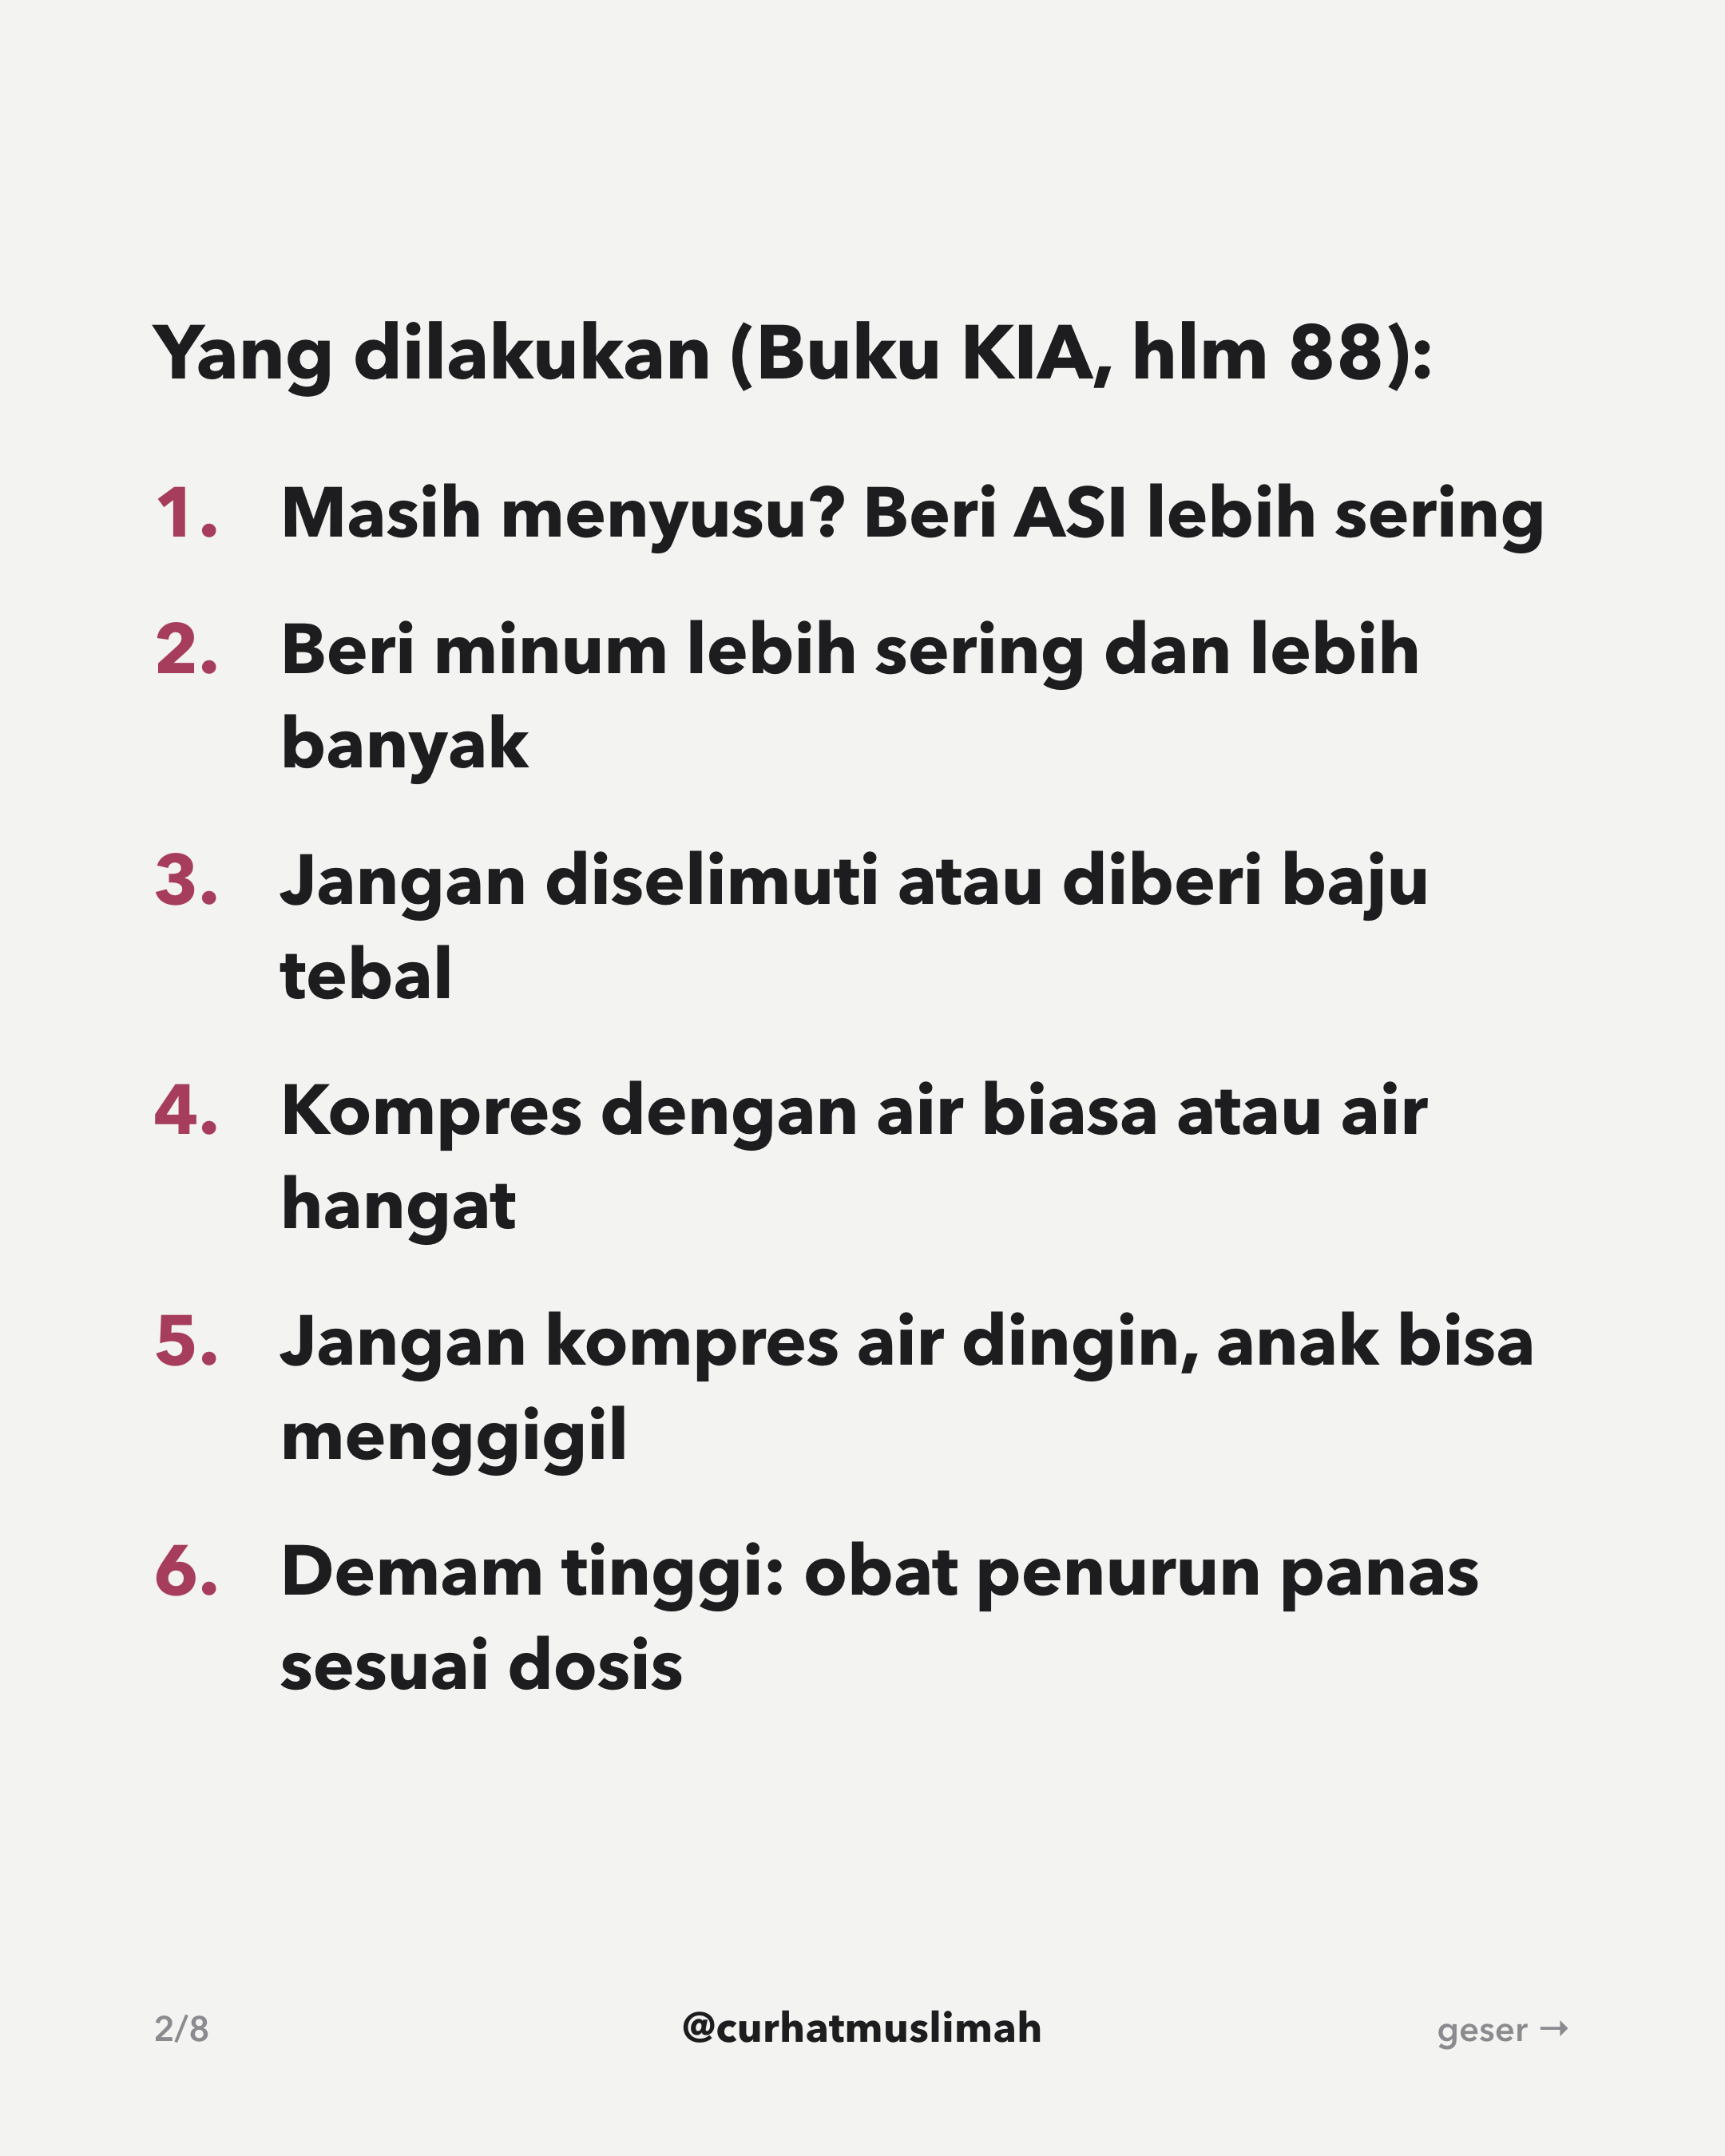 Yang dilakukan (Buku KIA, hlm 88):
1. Masih menyusu? Beri ASI lebih sering
2. Beri minum lebih sering dan lebih
banyak
3. Jangan diselimuti atau diberi baju
tebal
4. Kompres dengan air biasa atau air
hangat
5. Jangan kompres air dingin, anak bisa
menggigil
6. Demam tinggi: obat penurun panas
sesuai dosis
2/8 @curhatmuslimah geser →